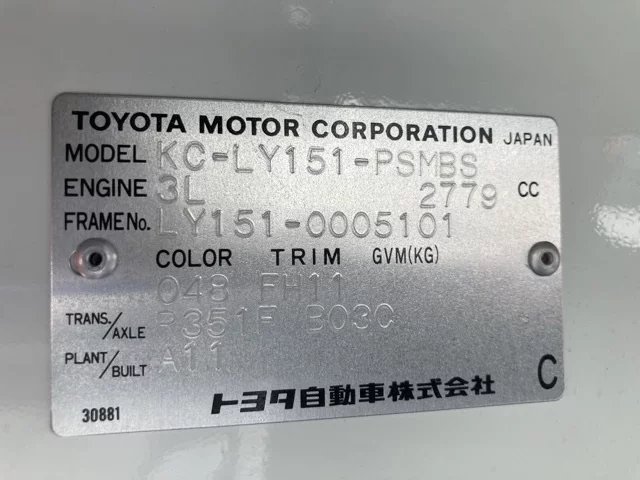 TOYOTA MOTOR CORPORATION JAPAN
MODEL KC-LY151-PSMBS
ENGINE 3L 2779 CC
FRAME No. LY151-0005101
COLOR TRIM GVM(KG)
048 FH11
TRANS./AXLE R351F B03C
PLANT/BUILT A11
30881 トヨタ自動車株式会社 C